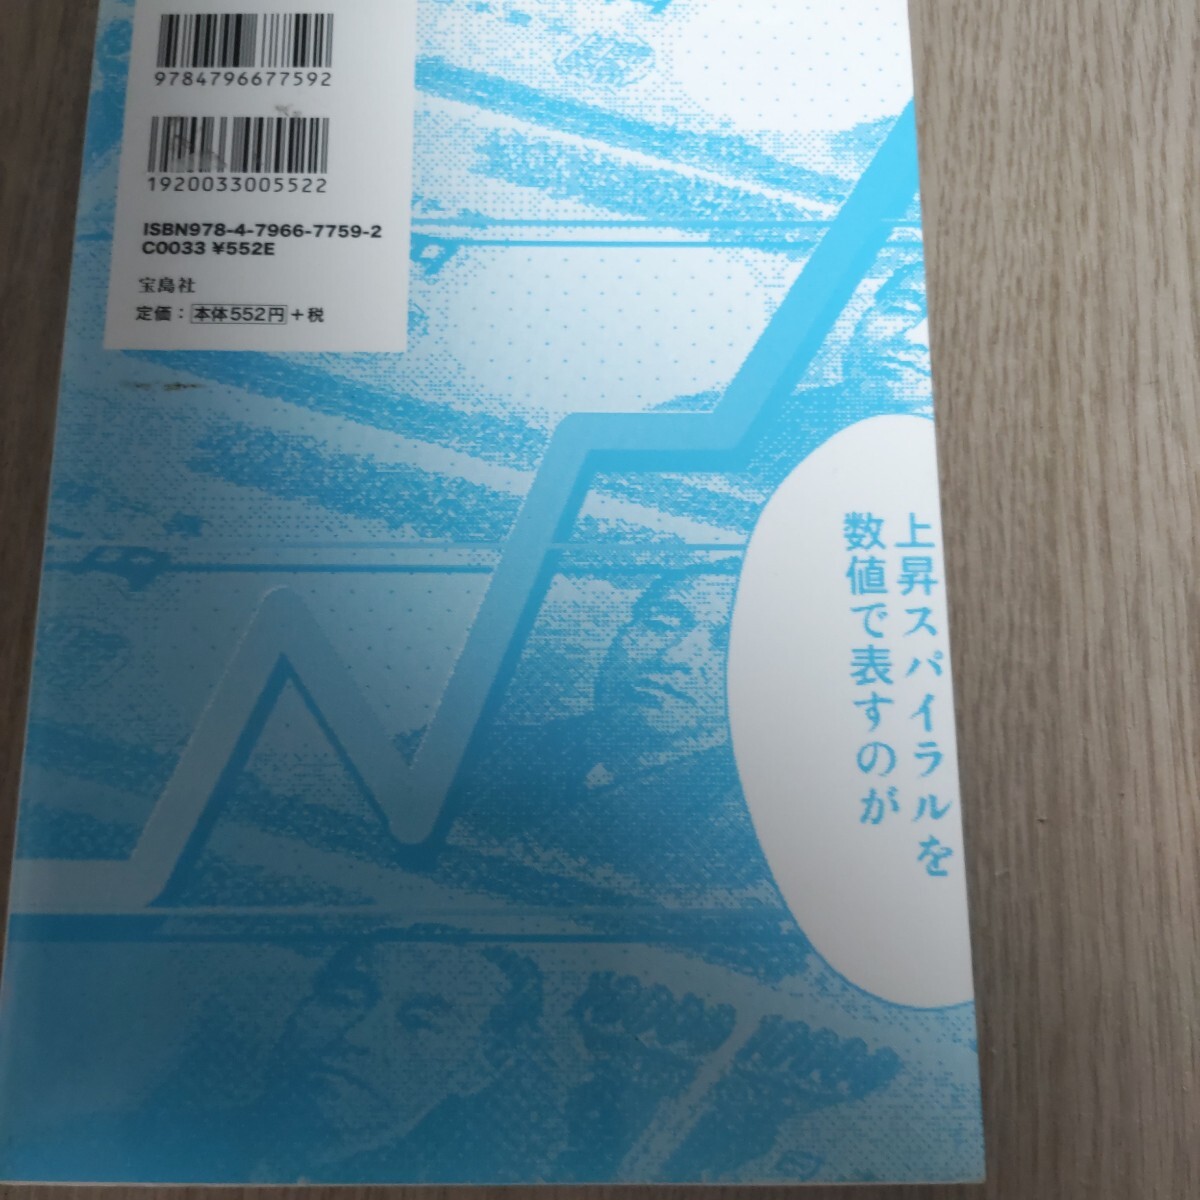 9784796677592
1920033005522
ISBN978-4-7966-7759-2
C0033 ¥552E
宝島社
定価：本体552円＋税
上昇スパイラルを
数値で表すのが